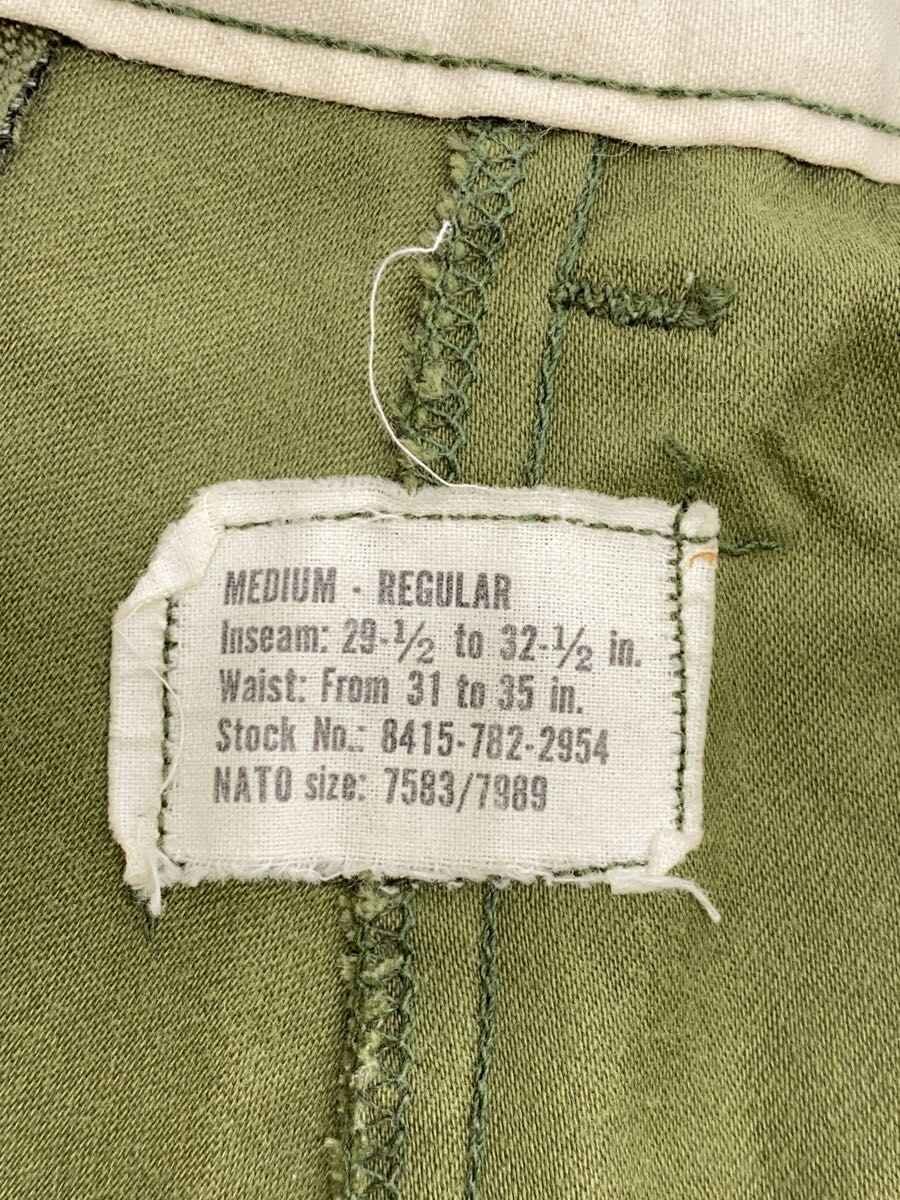 MEDIUM - REGULAR
Inseam: 29-1/2 to 32-1/2 in.
Waist: From 31 to 35 in.
Stock No.: 8415-782-2954
NATO size: 7583/7989